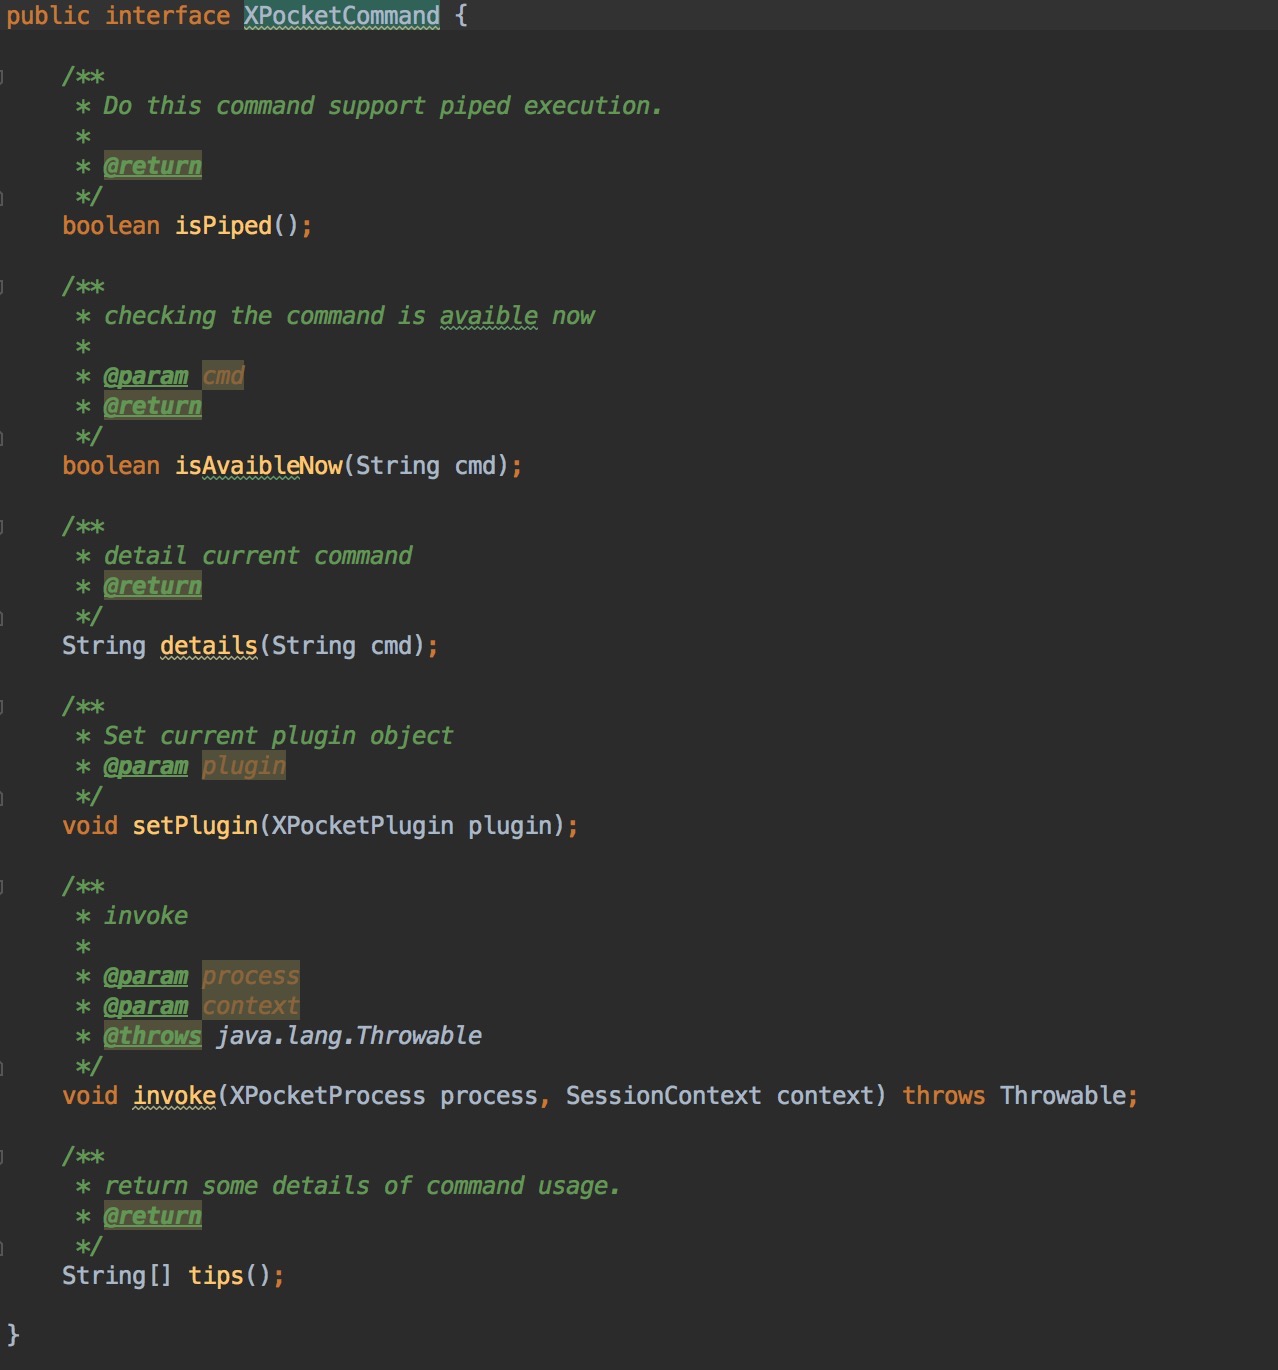 public interface XPocketCommand {
/**
* Do this command support piped execution.
*
* @return
*/
boolean isPiped();
/**
* checking the command is avaible now
*
* @param cmd
* @return
*/
boolean isAvaibleNow(String cmd);
/**
* detail current command
* @return
*/
String details(String cmd);
/**
* Set current plugin object
* @param plugin
*/
void setPlugin(XPocketPlugin plugin);
/**
* invoke
*
* @param process
* @param context
* @throws java.lang.Throwable
*/
void invoke(XPocketProcess process, SessionContext context) throws Throwable;
/**
* return some details of command usage.
* @return
*/
String[] tips();
}